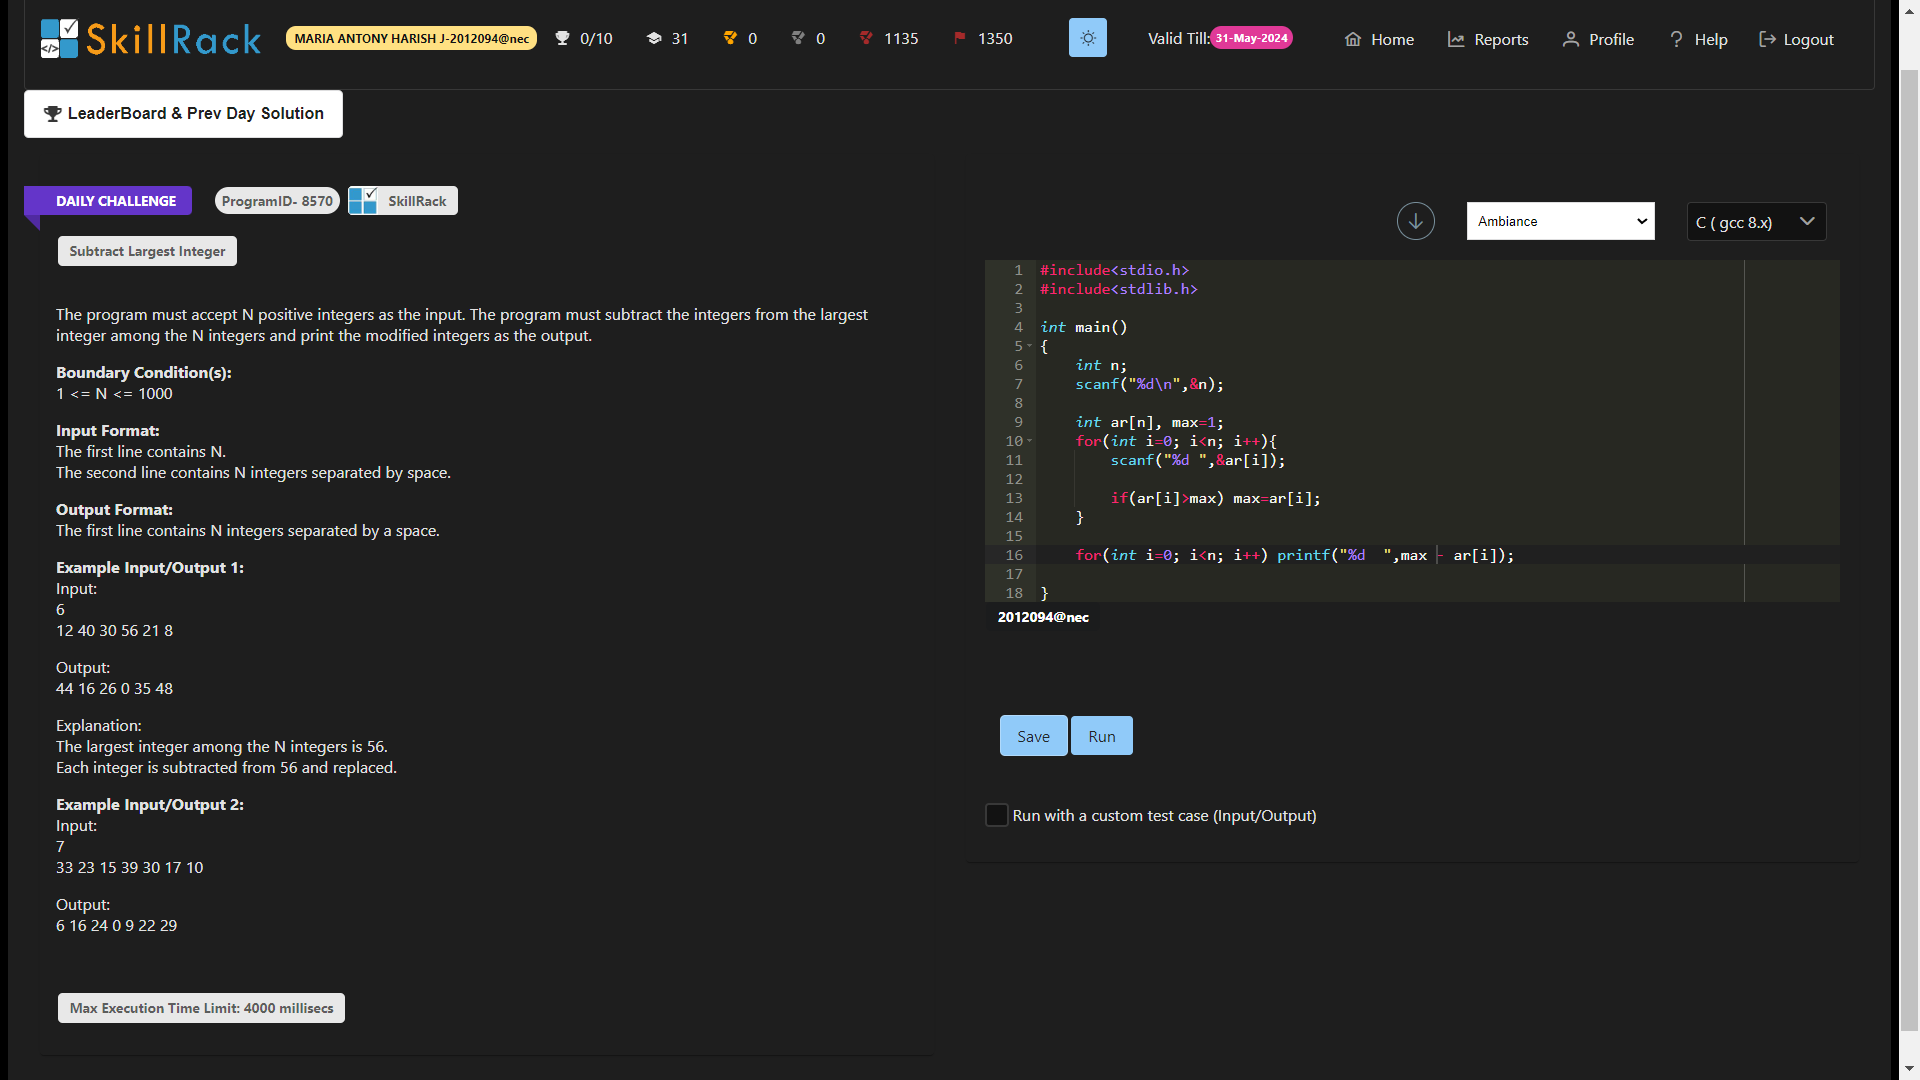 SkillRack
MARIA ANTONY HARISH J-2012094@nec
0/10
31
0
0
1135
1350
Valid Till: 31-May-2024
Home
Reports
Profile
Help
Logout
LeaderBoard & Prev Day Solution
DAILY CHALLENGE
ProgramID- 8570
SkillRack
Subtract Largest Integer
The program must accept N positive integers as the input. The program must subtract the integers from the largest
integer among the N integers and print the modified integers as the output.
Boundary Condition(s):
1 <= N <= 1000
Input Format:
The first line contains N.
The second line contains N integers separated by space.
Output Format:
The first line contains N integers separated by a space.
Example Input/Output 1:
Input:
6
12 40 30 56 21 8
Output:
44 16 26 0 35 48
Explanation:
The largest integer among the N integers is 56.
Each integer is subtracted from 56 and replaced.
Example Input/Output 2:
Input:
7
33 23 15 39 30 17 10
Output:
6 16 24 0 9 22 29
Max Execution Time Limit: 4000 millisecs
Ambiance
C ( gcc 8.x)
1 #include<stdio.h>
2 #include<stdlib.h>
3
4 int main()
5 {
6     int n;
7     scanf("%d\n",&n);
8
9     int ar[n], max=1;
10     for(int i=0; i<n; i++){
11         scanf("%d ",&ar[i]);
12
13         if(ar[i]>max) max=ar[i];
14     }
15
16     for(int i=0; i<n; i++) printf("%d  ",max - ar[i]);
17
18 }
2012094@nec
Save
Run
Run with a custom test case (Input/Output)